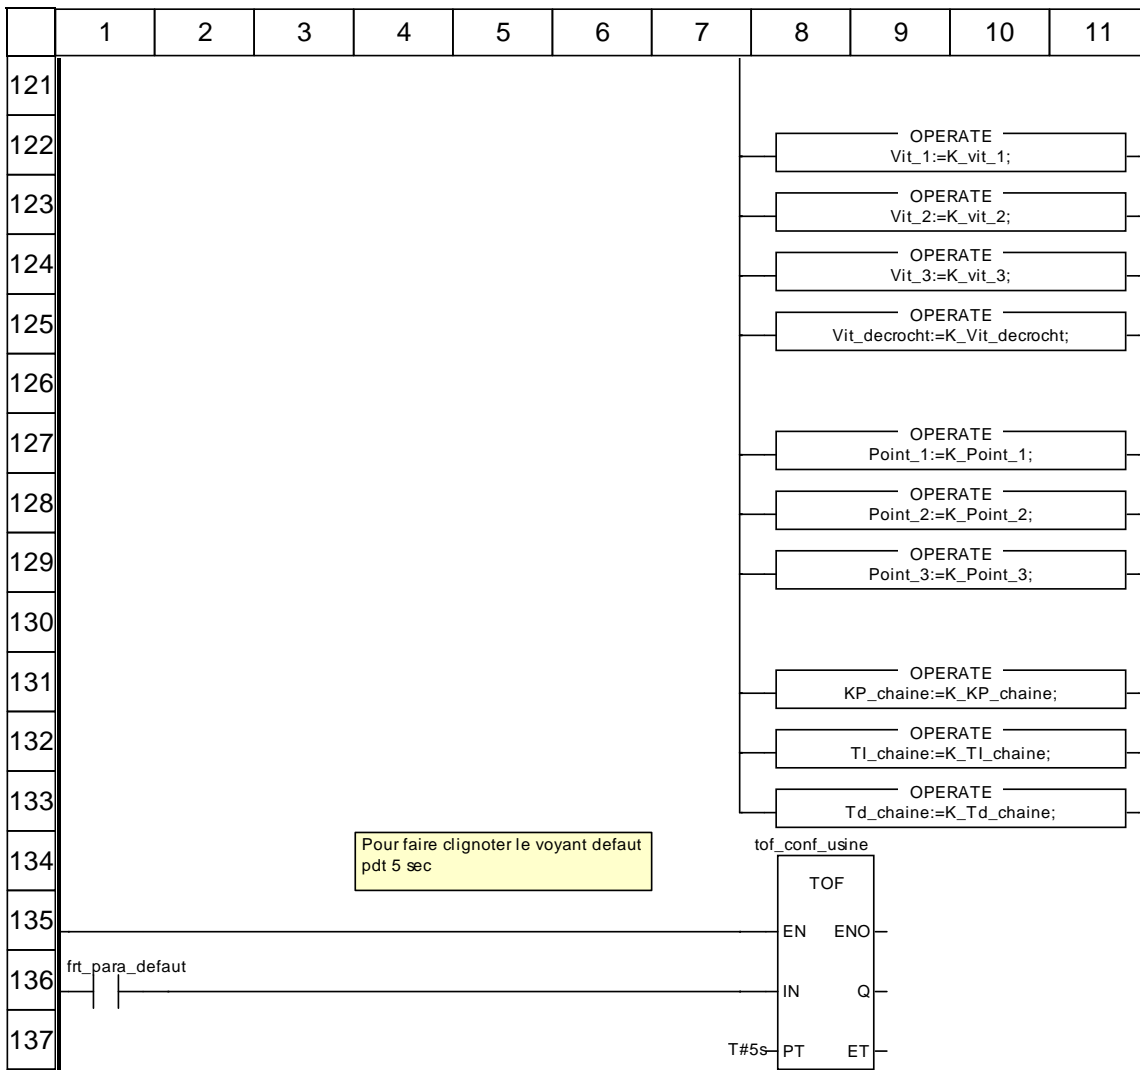 1 2 3 4 5 6 7 8 9 10 11
121
122
OPERATE
Vit_1:=K_vit_1;
123
OPERATE
Vit_2:=K_vit_2;
124
OPERATE
Vit_3:=K_vit_3;
125
OPERATE
Vit_decrocht:=K_Vit_decrocht;
126
127
OPERATE
Point_1:=K_Point_1;
128
OPERATE
Point_2:=K_Point_2;
129
OPERATE
Point_3:=K_Point_3;
130
131
OPERATE
KP_chaine:=K_KP_chaine;
132
OPERATE
TI_chaine:=K_TI_chaine;
133
OPERATE
Td_chaine:=K_Td_chaine;
134
Pour faire clignoter le voyant defaut
pdt 5 sec
tof_conf_usine
TOF
135
EN ENO
136
frt_para_defaut
IN Q
137
T#5s PT ET